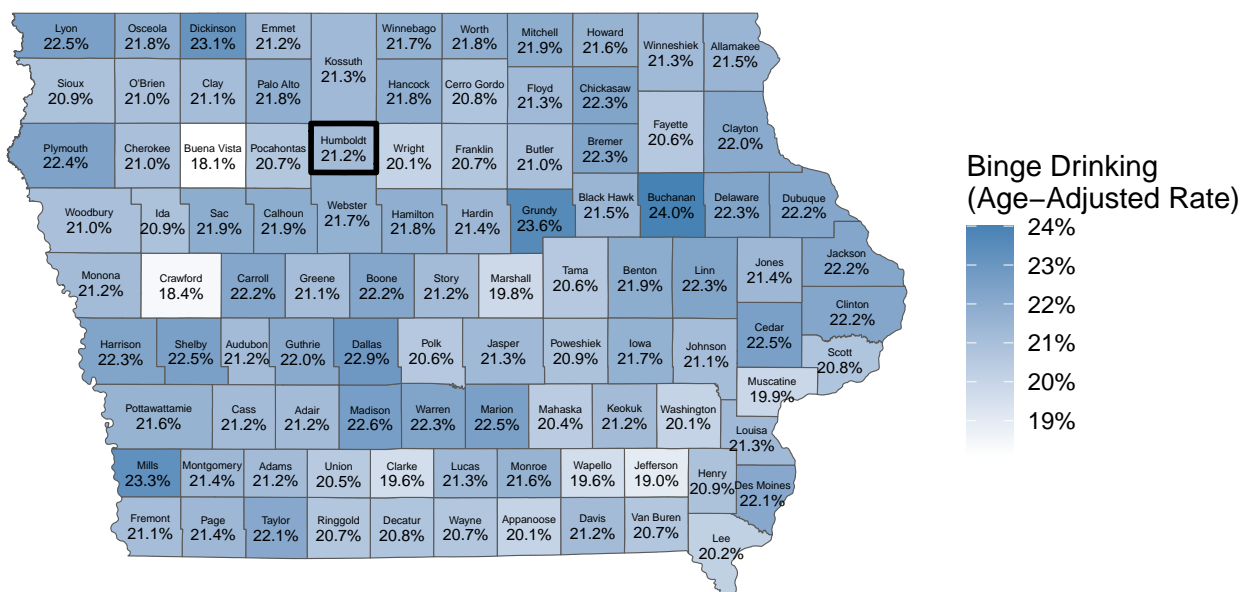 Lyon
22.5%
Osceola
21.8%
Dickinson
23.1%
Emmet
21.2%
Kossuth
21.3%
Winnebago
21.7%
Worth
21.8%
Mitchell
21.9%
Howard
21.6%
Winneshiek
21.3%
Allamakee
21.5%
Sioux
20.9%
O'Brien
21.0%
Clay
21.1%
Palo Alto
21.8%
Hancock
21.8%
Cerro Gordo
20.8%
Floyd
21.3%
Chickasaw
22.3%
Plymouth
22.4%
Cherokee
21.0%
Buena Vista
18.1%
Pocahontas
20.7%
Humboldt
21.2%
Wright
20.1%
Franklin
20.7%
Butler
21.0%
Bremer
22.3%
Fayette
20.6%
Clayton
22.0%
Woodbury
21.0%
Ida
20.9%
Sac
21.9%
Calhoun
21.9%
Webster
21.7%
Hamilton
21.8%
Hardin
21.4%
Grundy
23.6%
Black Hawk
21.5%
Buchanan
24.0%
Delaware
22.3%
Dubuque
22.2%
Monona
21.2%
Crawford
18.4%
Carroll
22.2%
Greene
21.1%
Boone
22.2%
Story
21.2%
Marshall
19.8%
Tama
20.6%
Benton
21.9%
Linn
22.3%
Jones
21.4%
Jackson
22.2%
Clinton
22.2%
Harrison
22.3%
Shelby
22.5%
Audubon
21.2%
Guthrie
22.0%
Dallas
22.9%
Polk
20.6%
Jasper
21.3%
Poweshiek
20.9%
Iowa
21.7%
Johnson
21.1%
Cedar
22.5%
Scott
20.8%
Muscatine
19.9%
Pottawattamie
21.6%
Cass
21.2%
Adair
21.2%
Madison
22.6%
Warren
22.3%
Marion
22.5%
Mahaska
20.4%
Keokuk
21.2%
Washington
20.1%
Louisa
21.3%
Mills
23.3%
Montgomery
21.4%
Adams
21.2%
Union
20.5%
Clarke
19.6%
Lucas
21.3%
Monroe
21.6%
Wapello
19.6%
Jefferson
19.0%
Henry
20.9%
Des Moines
22.1%
Fremont
21.1%
Page
21.4%
Taylor
22.1%
Ringgold
20.7%
Decatur
20.8%
Wayne
20.7%
Appanoose
20.1%
Davis
21.2%
Van Buren
20.7%
Lee
20.2%
Binge Drinking
(Age−Adjusted Rate)
24%
23%
22%
21%
20%
19%